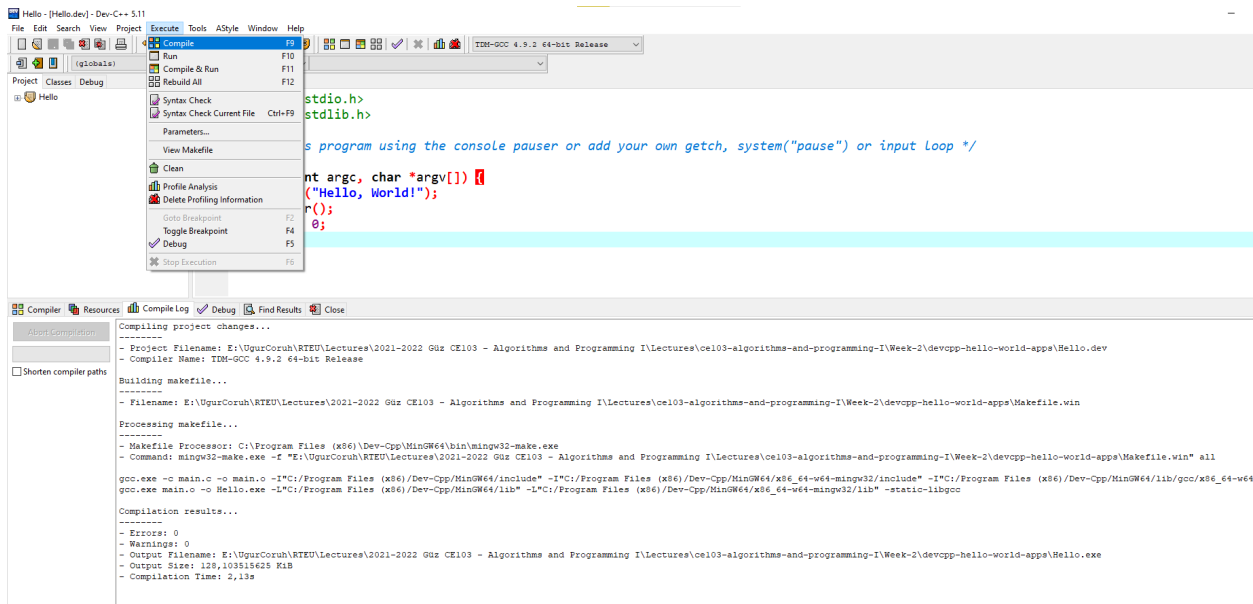 Hello - [Hello.dev] - Dev-C++ 5.11
File Edit Search View Project Execute Tools AStyle Window Help
TDM-GCC 4.9.2 64-bit Release
(globals)
Project Classes Debug
Hello
Compile F9
Run F10
Compile & Run F11
Rebuild All F12
Syntax Check
Syntax Check Current File Ctrl+F9
Parameters...
View Makefile
Clean
Profile Analysis
Delete Profiling Information
Goto Breakpoint F2
Toggle Breakpoint F4
Debug F5
Stop Execution F6
stdio.h>
stdlib.h>
s program using the console pauser or add your own getch, system("pause") or input loop */
nt argc, char *argv[]) {
("Hello, World!");
r();
0;
Compiler Resources Compile Log Debug Find Results Close
Abort Compilation
Shorten compiler paths
Compiling project changes...
--------
- Project Filename: E:\UgurCoruh\RTEU\Lectures\2021-2022 Güz CE103 - Algorithms and Programming I\Lectures\ce103-algorithms-and-programming-I\Week-2\devcpp-hello-world-apps\Hello.dev
- Compiler Name: TDM-GCC 4.9.2 64-bit Release
Building makefile...
--------
- Filename: E:\UgurCoruh\RTEU\Lectures\2021-2022 Güz CE103 - Algorithms and Programming I\Lectures\ce103-algorithms-and-programming-I\Week-2\devcpp-hello-world-apps\Makefile.win
Processing makefile...
--------
- Makefile Processor: C:\Program Files (x86)\Dev-Cpp\MinGW64\bin\mingw32-make.exe
- Command: mingw32-make.exe -f "E:\UgurCoruh\RTEU\Lectures\2021-2022 Güz CE103 - Algorithms and Programming I\Lectures\ce103-algorithms-and-programming-I\Week-2\devcpp-hello-world-apps\Makefile.win" all
gcc.exe -c main.c -o main.o -I"C:/Program Files (x86)/Dev-Cpp/MinGW64/include" -I"C:/Program Files (x86)/Dev-Cpp/MinGW64/x86_64-w64-mingw32/include" -I"C:/Program Files (x86)/Dev-Cpp/MinGW64/lib/gcc/x86_64-w64
gcc.exe main.o -o Hello.exe -L"C:/Program Files (x86)/Dev-Cpp/MinGW64/lib" -L"C:/Program Files (x86)/Dev-Cpp/MinGW64/x86_64-w64-mingw32/lib" -static-libgcc
Compilation results...
--------
- Errors: 0
- Warnings: 0
- Output Filename: E:\UgurCoruh\RTEU\Lectures\2021-2022 Güz CE103 - Algorithms and Programming I\Lectures\ce103-algorithms-and-programming-I\Week-2\devcpp-hello-world-apps\Hello.exe
- Output Size: 128,103515625 KiB
- Compilation Time: 2,13s